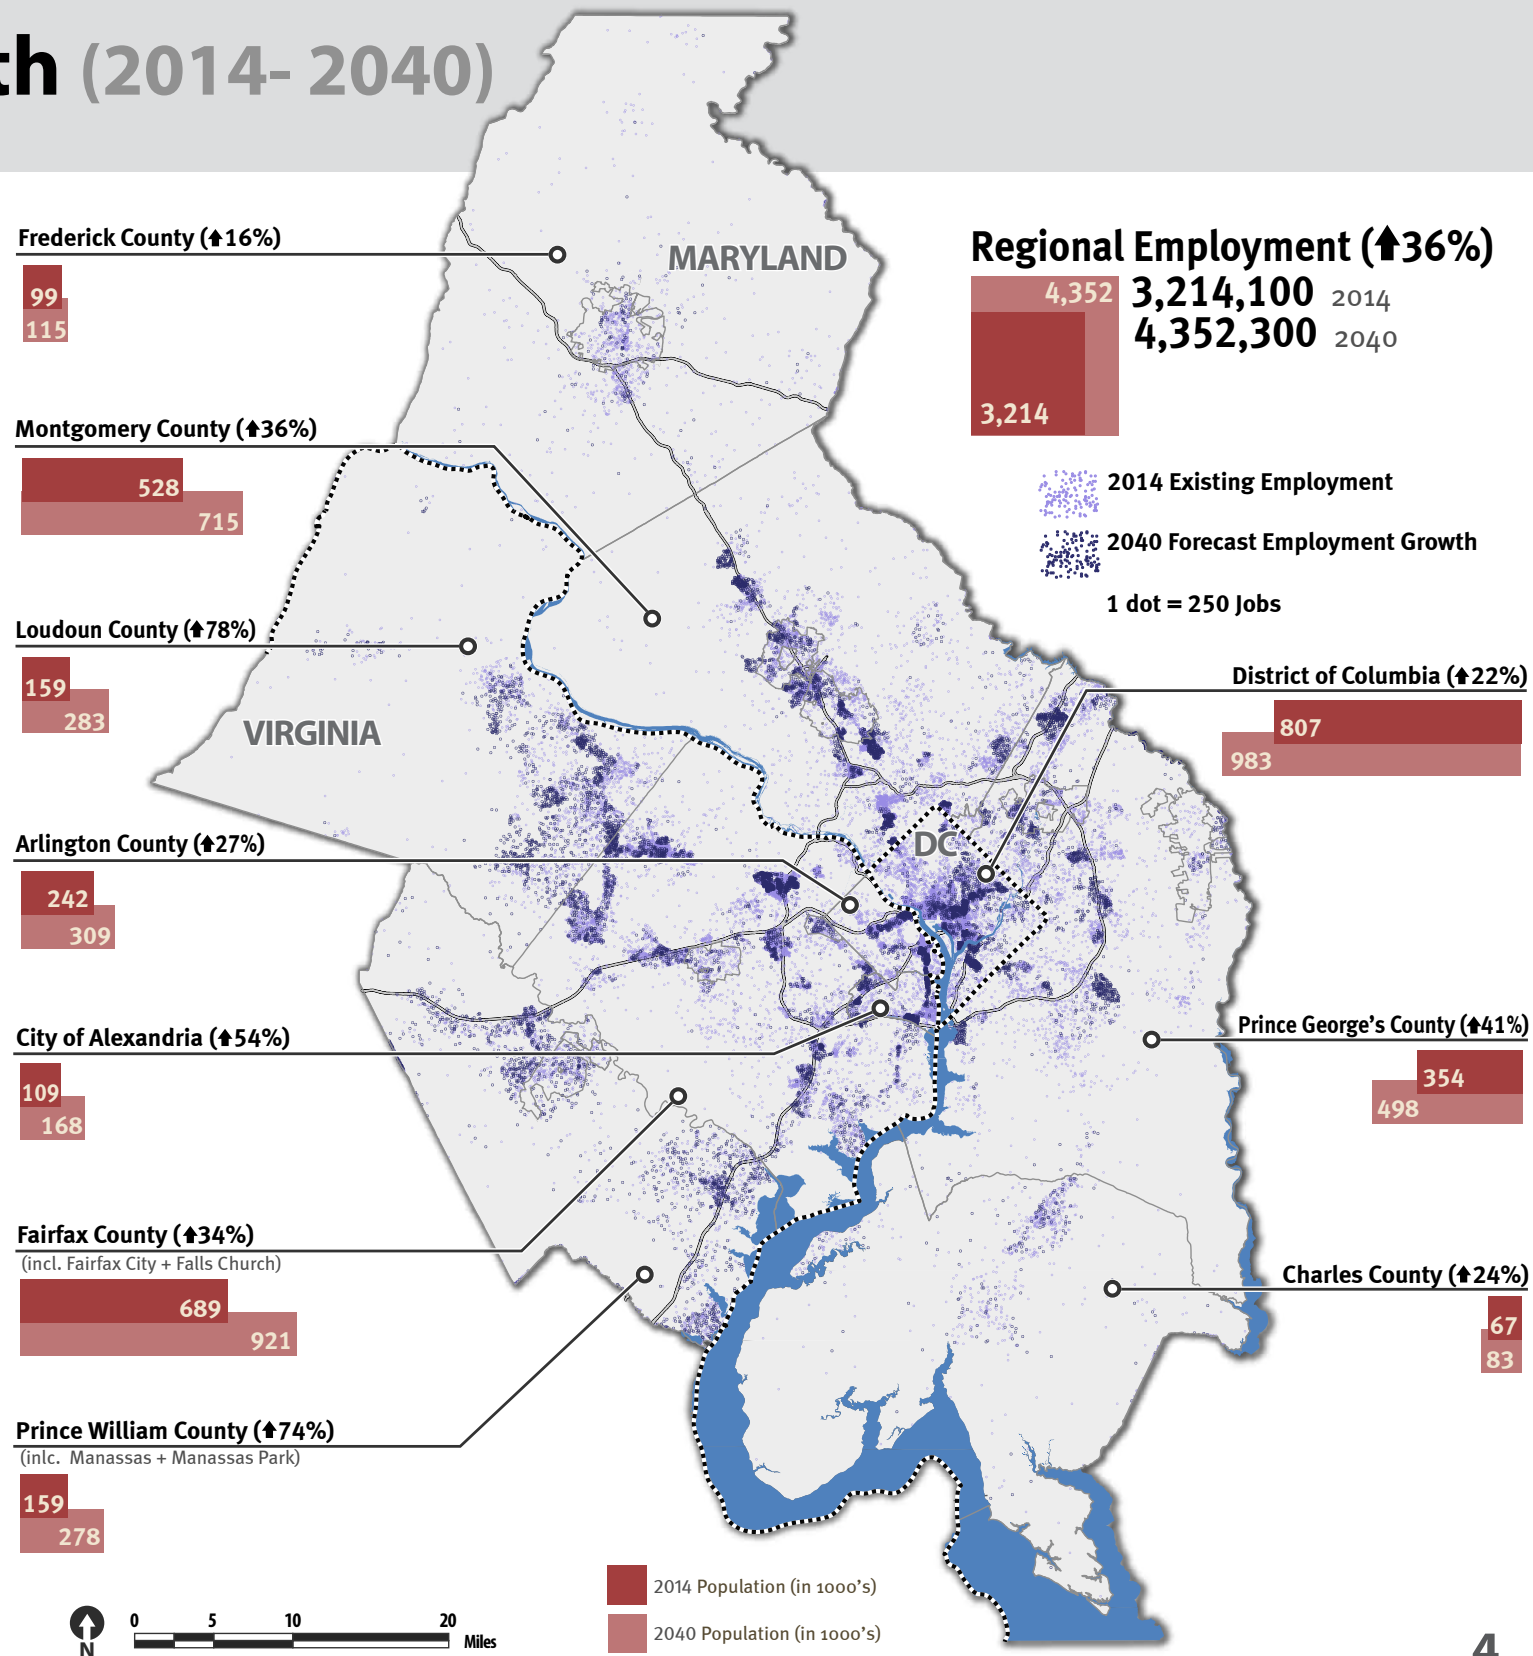 th (2014- 2040)
Frederick County (⬆16%)
99
115
MARYLAND
Regional Employment (⬆36%)
4,352
3,214,100 2014
4,352,300 2040
3,214
Montgomery County (⬆36%)
528
715
2014 Existing Employment
2040 Forecast Employment Growth
1 dot = 250 Jobs
Loudoun County (⬆78%)
159
283
VIRGINIA
District of Columbia (⬆22%)
807
983
Arlington County (⬆27%)
242
309
DC
City of Alexandria (⬆54%)
109
168
Prince George's County (⬆41%)
354
498
Fairfax County (⬆34%)
(incl. Fairfax City + Falls Church)
689
921
Charles County (⬆24%)
67
83
Prince William County (⬆74%)
(inlc. Manassas + Manassas Park)
159
278
2014 Population (in 1000's)
2040 Population (in 1000's)
N
0 5 10 20
Miles
4